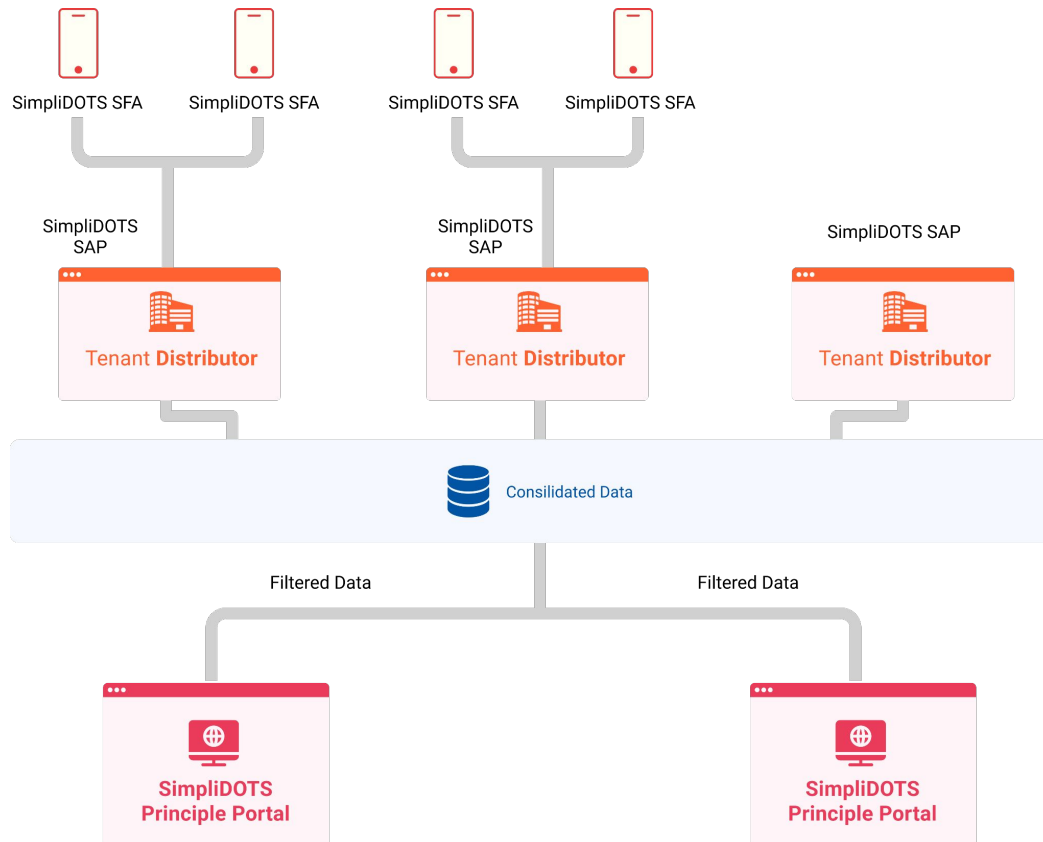 SimpliDOTS SFA
SimpliDOTS SFA
SimpliDOTS SFA
SimpliDOTS SFA
SimpliDOTS
SAP
SimpliDOTS
SAP
SimpliDOTS SAP
Tenant Distributor
Tenant Distributor
Tenant Distributor
Consilidated Data
Filtered Data
Filtered Data
SimpliDOTS
Principle Portal
SimpliDOTS
Principle Portal